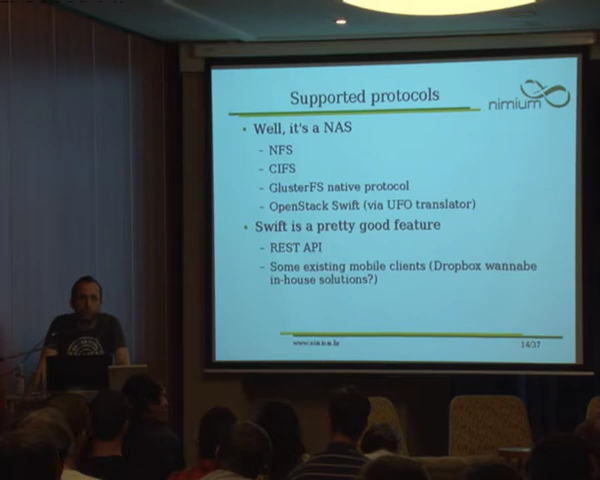 Supported protocols
nimium
• Well, it's a NAS
- NFS
- CIFS
- GlusterFS native protocol
- OpenStack Swift (via UFO translator)
• Swift is a pretty good feature
- REST API
- Some existing mobile clients (Dropbox wannabe
in-house solutions?)
14/37